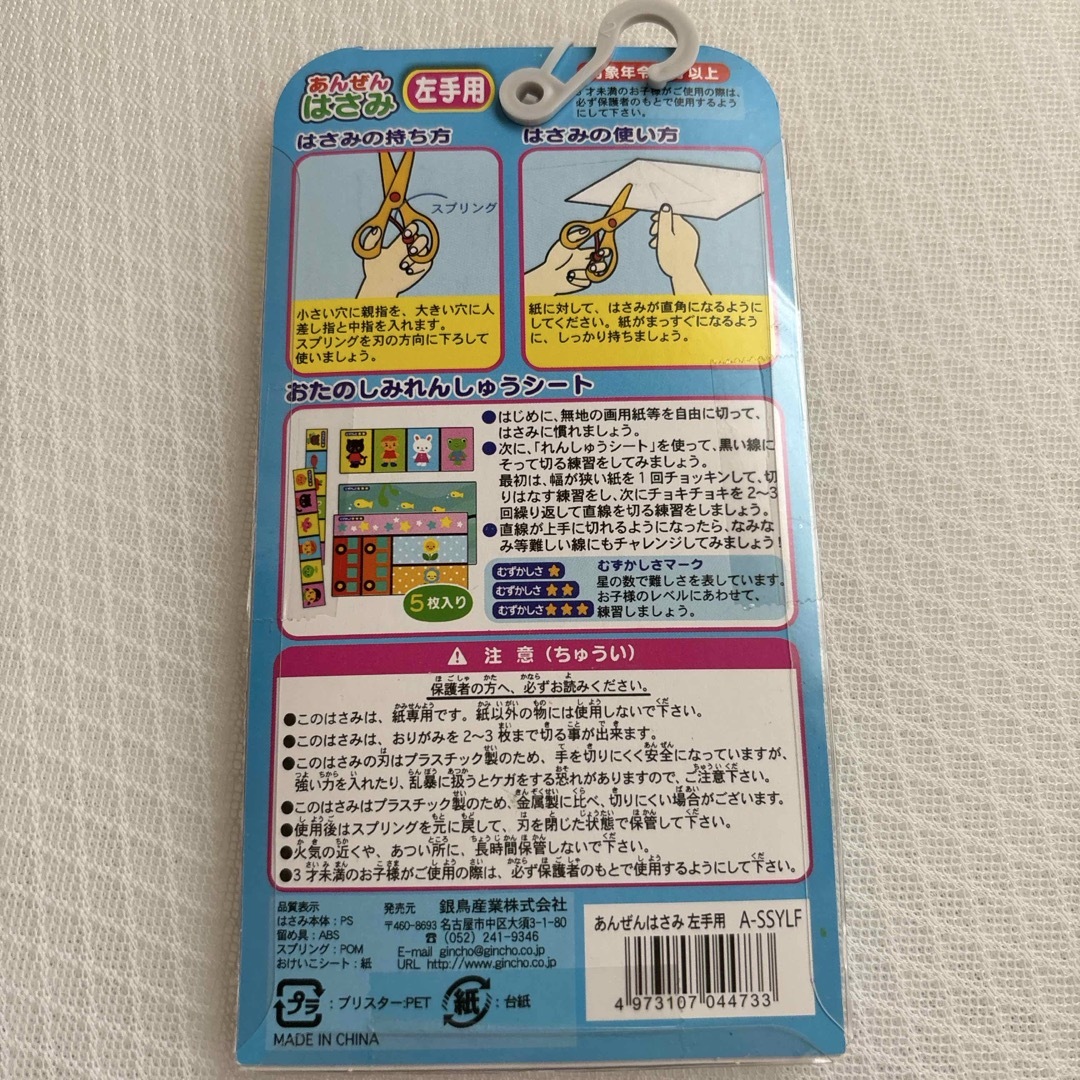 あんぜん
はさみ
左手用
対象年令
以上
才未満のお子様がご使用の際は、
必ず保護者のもとで使用するよう
にして下さい。
はさみの持ち方
スプリング
小さい穴に親指を、大きい穴に人
差し指と中指を入れます。
スプリングを刃の方向に下ろして
使いましょう。
はさみの使い方
紙に対して、はさみが直角になるように
してください。紙がまっすぐになるよう
に、しっかり持ちましょう。
おたのしみれんしゅうシート
5枚入り
●はじめに、無地の画用紙等を自由に切って、
はさみに慣れましょう。
●次に、「れんしゅうシート」を使って、黒い線に
そって切る練習をしてみましょう。
最初は、幅が狭い紙を1回チョッキンして、切
りはなす練習をし、次にチョキチョキを2～3
回繰り返して直線を切る練習をしましょう。
●直線が上手に切れるようになったら、なみな
み等難しい線にもチャレンジしてみましょう!
むずかしさ★
むずかしさ★★
むずかしさ★★★
むずかしさマーク
星の数で難しさを表しています。
お子様のレベルにあわせて、
練習しましょう。
注意(ちゅうい)
保護者の方へ、必ずお読みください。
●このはさみは、紙専用です。紙以外の物には使用しないで下さい。
●このはさみは、おりがみを2～3枚まで切る事が出来ます。
●このはさみの刃はプラスチック製のため、手を切りにくく安全になっていますが、
強い力を入れたり、乱暴に扱うとケガをする恐れがありますので、ご注意下さい。
●このはさみはプラスチック製のため、金属製に比べ、切りにくい場合がございます。
●使用後はスプリングを元に戻して、刃を閉じた状態で保管して下さい。
●火気の近くや、あつい所に、長時間保管しないで下さい。
●3才未満のお子様がご使用の際は、必ず保護者のもとで使用するようにして下さい。
品質表示
はさみ本体：PS
留め具：ABS
スプリング：POM
おけいこシート：紙
発売元 銀鳥産業株式会社
〒460-8693 名古屋市中区大須3-1-80
☎ (052) 241-9346
E-mail gincho@gincho.co.jp
URL http://www.gincho.co.jp
プラ：ブリスター:PET
紙：台紙
MADE IN CHINA
あんぜんはさみ 左手用 A-SSYLF
4 973107 044733